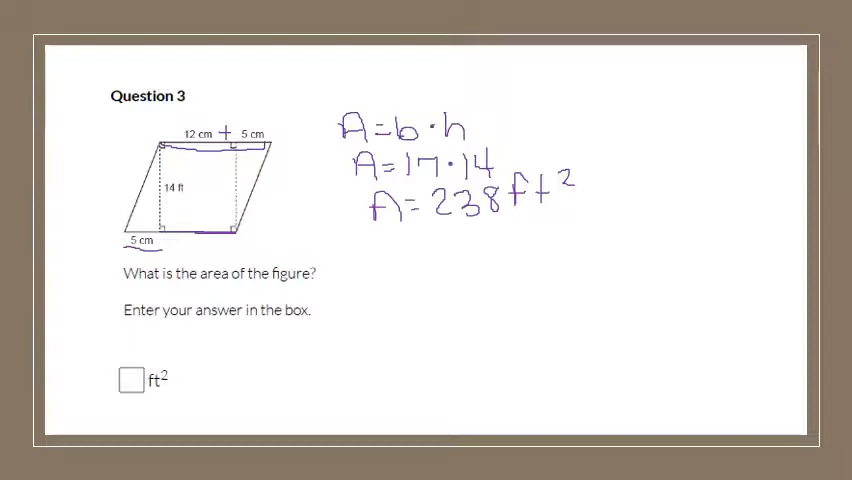 Question 3
12 cm + 5 cm
A = b · h
A = 17 · 14
14 ft
A = 238 ft²
5 cm
What is the area of the figure?
Enter your answer in the box.
ft²